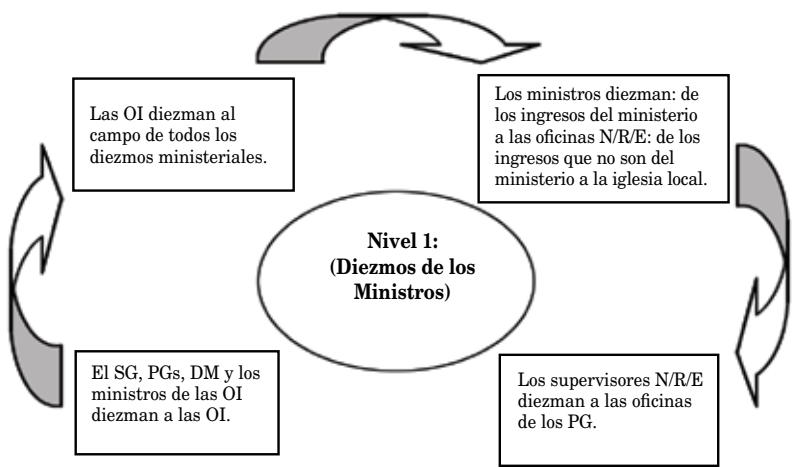 Las OI diezman al
campo de todos los
diezmos ministeriales.
Los ministros diezman: de
los ingresos del ministerio
a las oficinas N/R/E: de los
ingresos que no son del
ministerio a la iglesia local.
Nivel 1:
(Diezmos de los
Ministros)
El SG, PGs, DM y los
ministros de las OI
diezman a las OI.
Los supervisores N/R/E
diezman a las oficinas
de los PG.